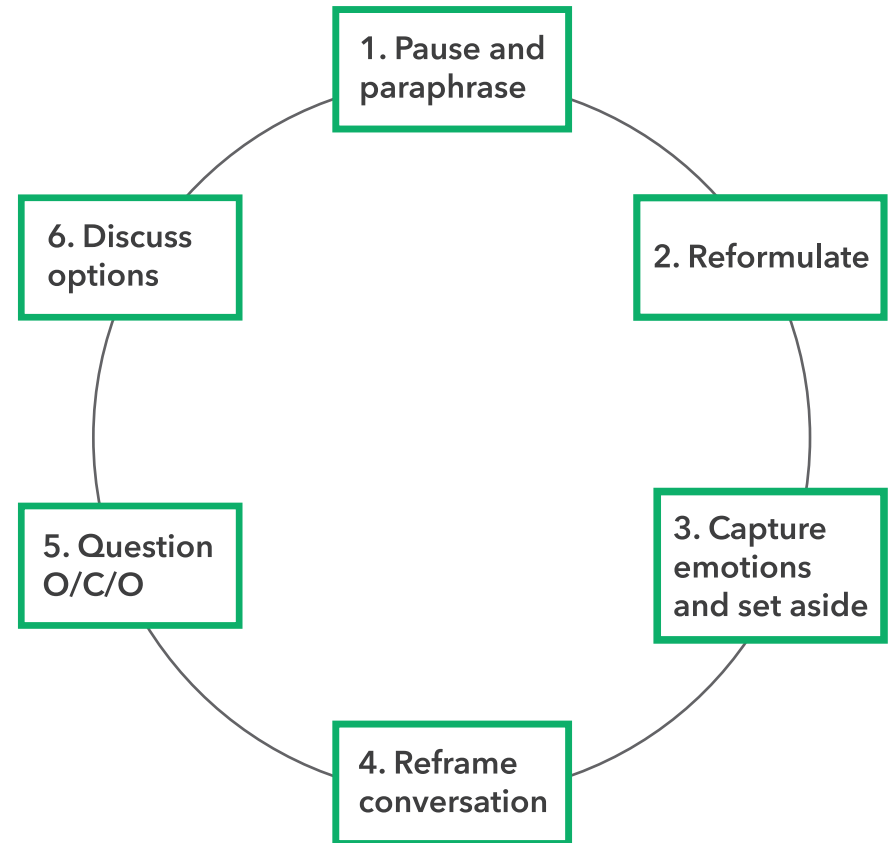 1. Pause and
paraphrase
2. Reformulate
3. Capture
emotions
and set aside
4. Reframe
conversation
5. Question
O/C/O
6. Discuss
options